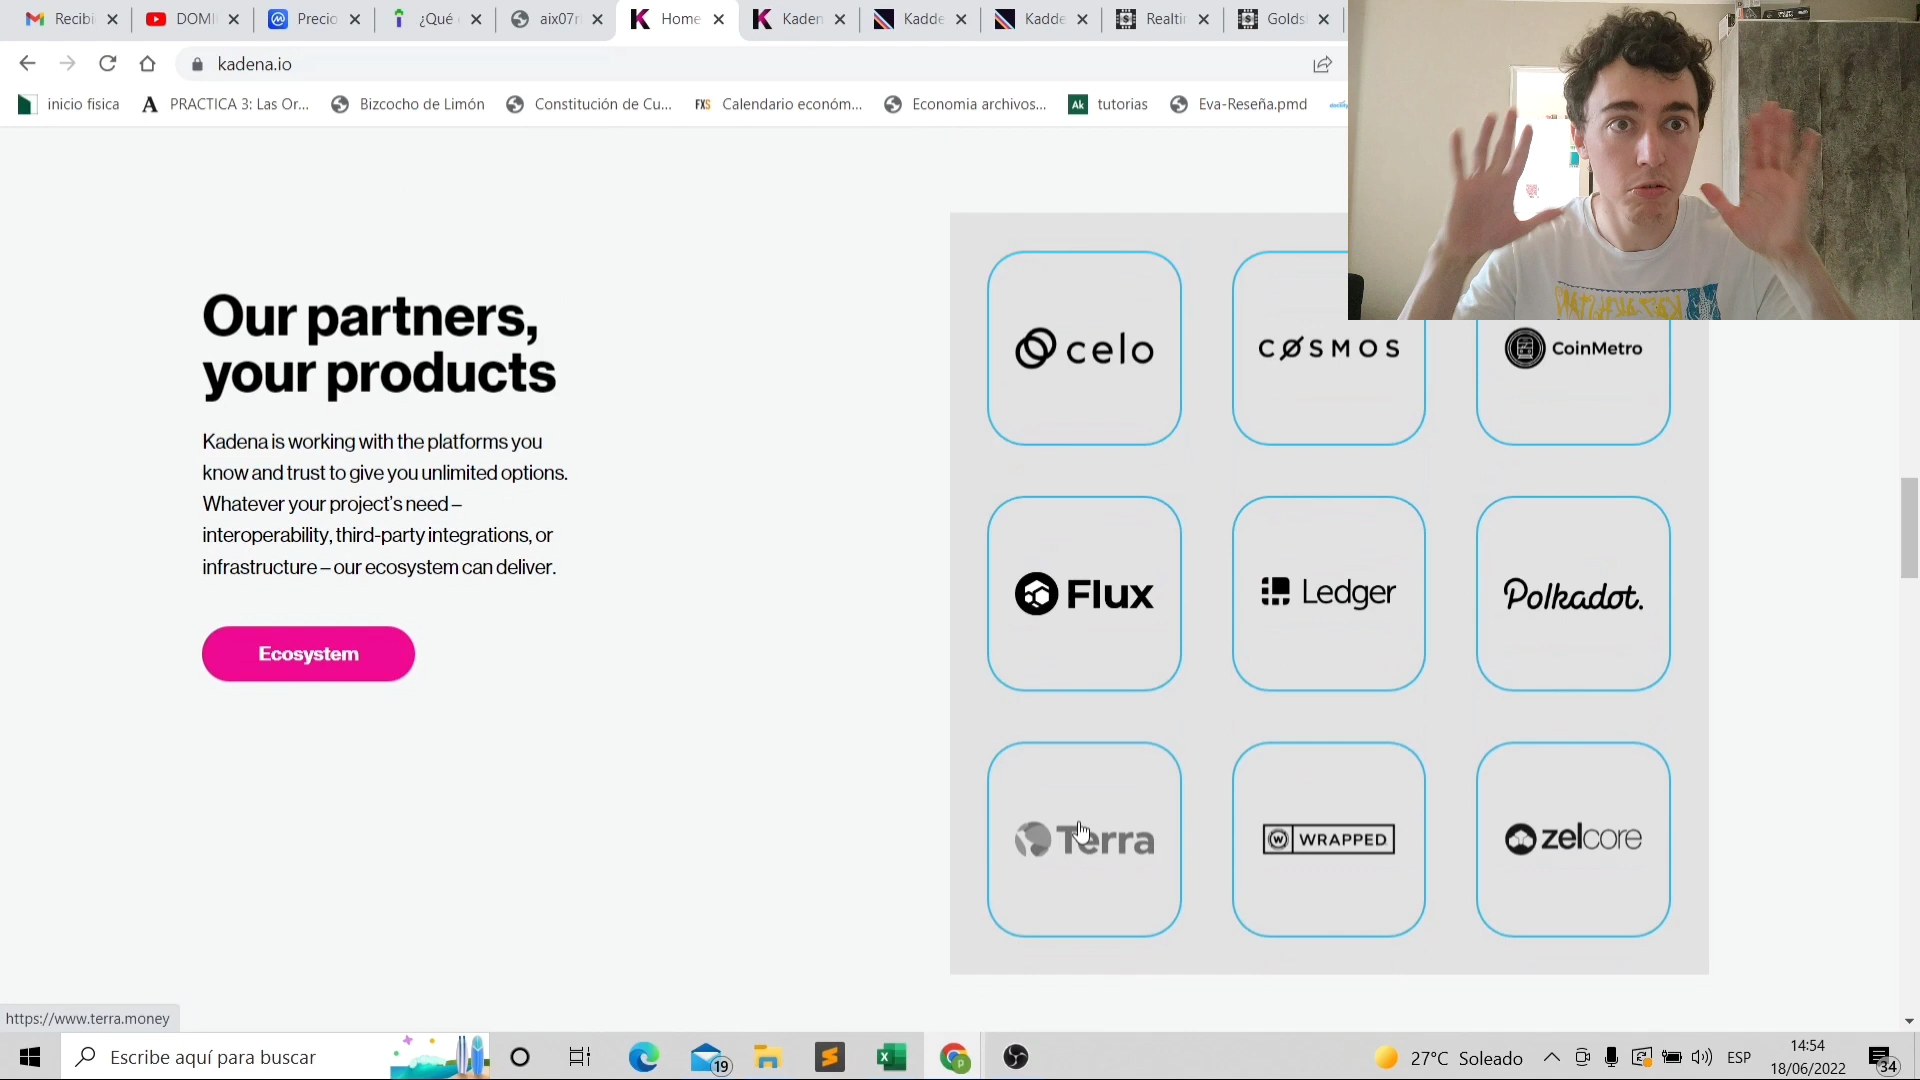 Recibi
DOMI
Precio
¿Qué
aix07r
Home
Kaden
Kadde
Kadde
Realti
Golds
kadena.io
inicio fisica
PRACTICA 3: Las Or...
Bizcocho de Limón
Constitución de Cu...
FXS
Calendario económ...
Economia archivos...
Ak
tutorias
Eva-Reseña.pmd
Our partners,
your products
Kadena is working with the platforms you
know and trust to give you unlimited options.
Whatever your project's need –
interoperability, third-party integrations, or
infrastructure – our ecosystem can deliver.
Ecosystem
celo
CØSMOS
CoinMetro
Flux
Ledger
Polkadot.
Terra
W WRAPPED
zelcore
https://www.terra.money
Escribe aquí para buscar
19
27°C Soleado
ESP
14:54
18/06/2022
34